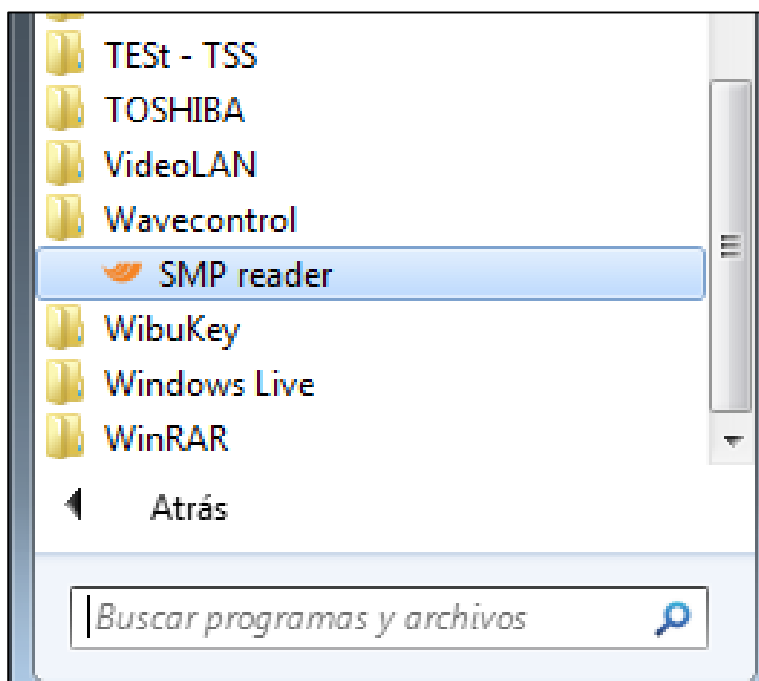 TESt - TSS
TOSHIBA
VideoLAN
Wavecontrol
SMP reader
WibuKey
Windows Live
WinRAR
Atrás
Buscar programas y archivos